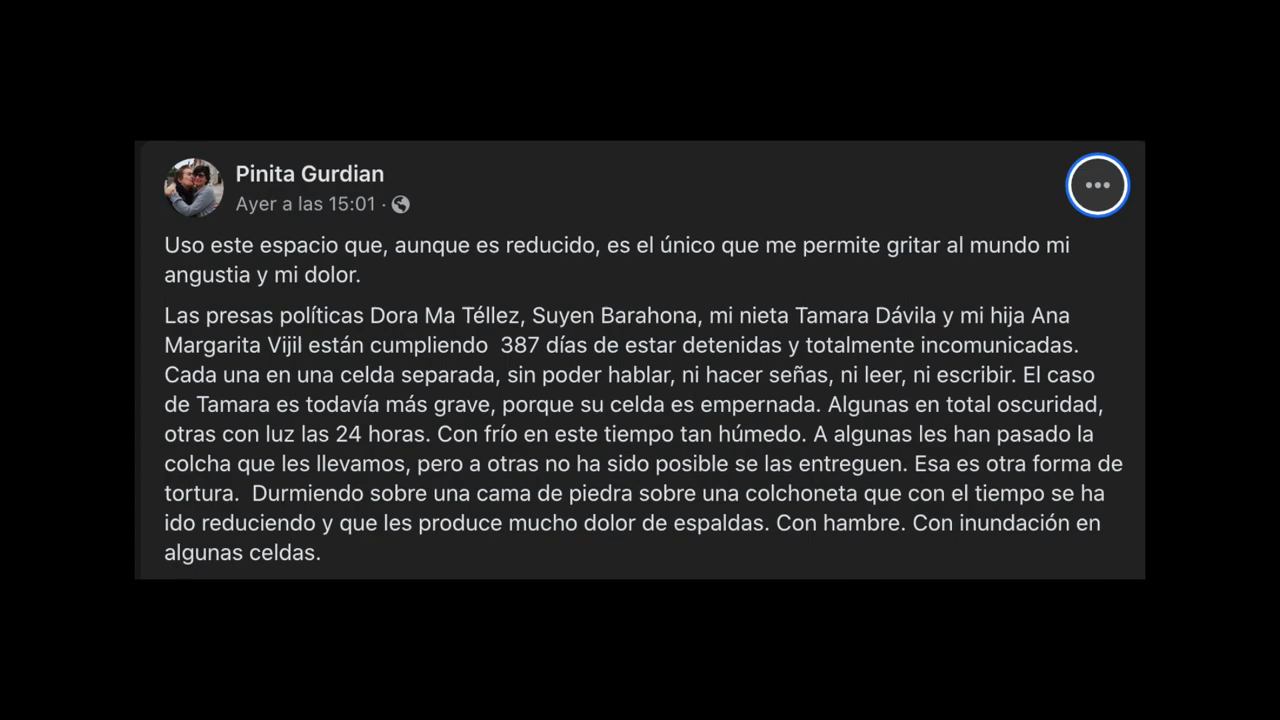 Pinita Gurdian
Ayer a las 15:01 ·
Uso este espacio que, aunque es reducido, es el único que me permite gritar al mundo mi
angustia y mi dolor.
Las presas políticas Dora Ma Téllez, Suyen Barahona, mi nieta Tamara Dávila y mi hija Ana
Margarita Vijil están cumpliendo  387 días de estar detenidas y totalmente incomunicadas.
Cada una en una celda separada, sin poder hablar, ni hacer señas, ni leer, ni escribir. El caso
de Tamara es todavía más grave, porque su celda es empernada. Algunas en total oscuridad,
otras con luz las 24 horas. Con frío en este tiempo tan húmedo. A algunas les han pasado la
colcha que les llevamos, pero a otras no ha sido posible se las entreguen. Esa es otra forma de
tortura.  Durmiendo sobre una cama de piedra sobre una colchoneta que con el tiempo se ha
ido reduciendo y que les produce mucho dolor de espaldas. Con hambre. Con inundación en
algunas celdas.